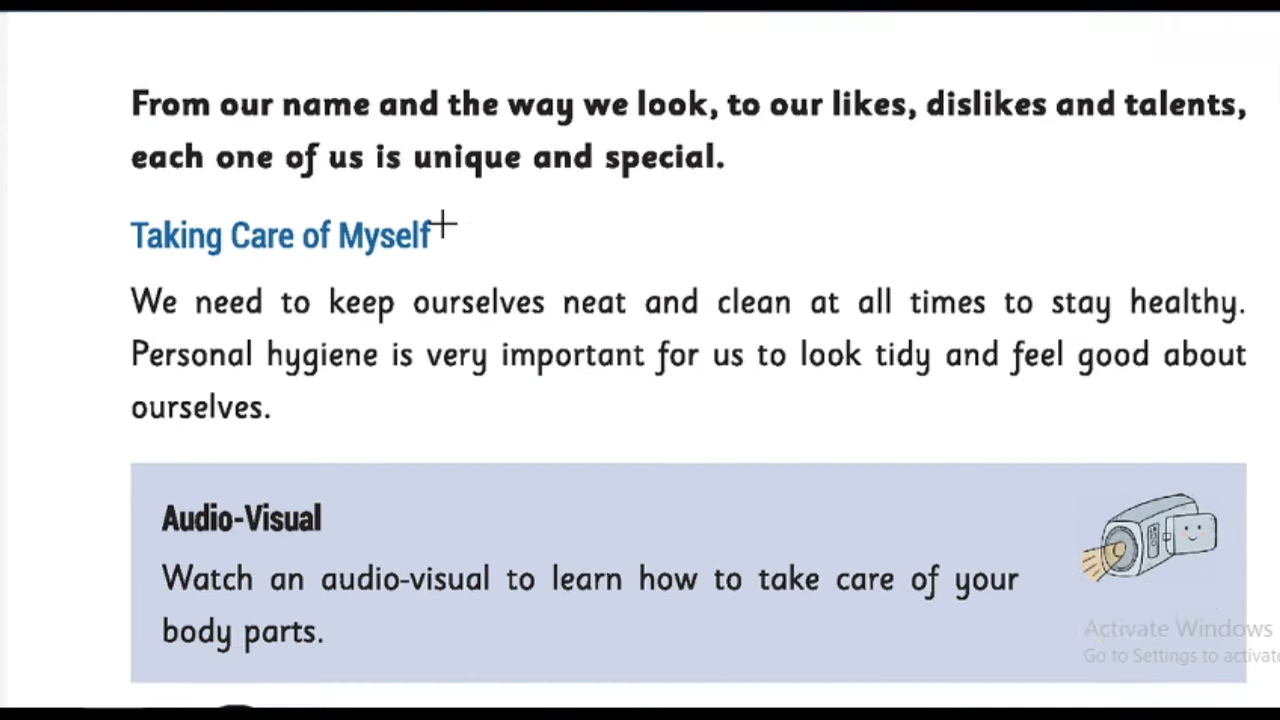 From our name and the way we look, to our likes, dislikes and talents,
each one of us is unique and special.
Taking Care of Myself
We need to keep ourselves neat and clean at all times to stay healthy.
Personal hygiene is very important for us to look tidy and feel good about
ourselves.
Audio-Visual
Watch an audio-visual to learn how to take care of your
body parts.
Activate Windows
Go to Settings to activate